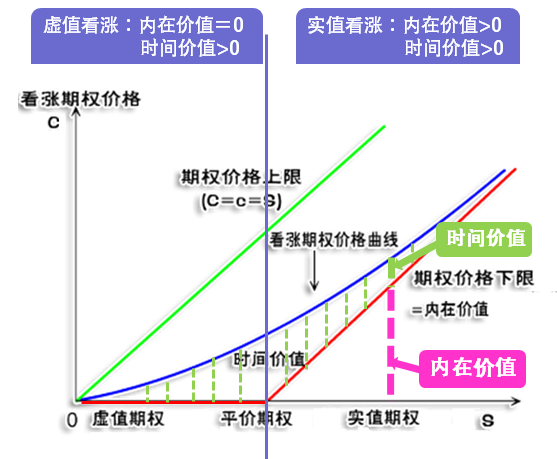 虚值看涨：内在价值＝0
时间价值>0
实值看涨：内在价值>0
时间价值>0
看涨期权价格
C
期权价格上限
(C=c=S)
看涨期权价格曲线
时间价值
期权价格下限
=内在价值
时间价值
内在价值
0
虚值期权
平价期权
实值期权
S